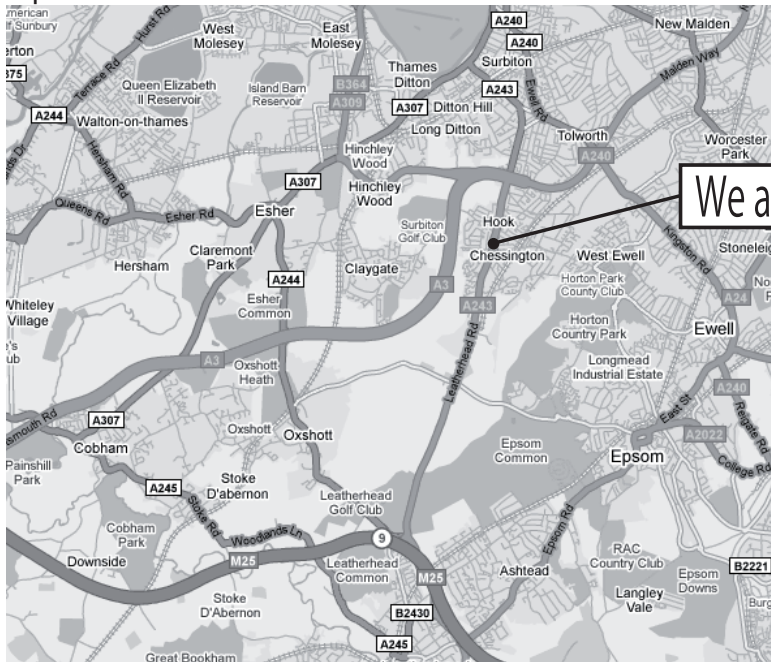 American
Golf Sunbury
West
Molesey
East
Molesey
Hurst Rd
A240
A240
New Malden
Thames
Ditton
Surbiton
Malden Way
Terrace Rd
Queen Elizabeth
II Reservoir
Island Barn
Reservoir
B364
A309
A243
Ewell Rd
A307
Ditton Hill
Long Ditton
A244
Walton-on-thames
Tolworth
A240
Worcester
Park
Hersham Rd
Hinchley
Wood
A307
Hinchley
Wood
We a
Queens Rd
Esher Rd
Esher
Surbiton
Golf Club
Hook
Chessington
West Ewell
Kingston Rd
Claremont
Park
Hersham
A244
Claygate
Horton Park
County Club
Whiteley
Village
Esher
Common
A3
A243
A24
Horton
Country Park
Ewell
A3
Oxshott
Heath
Leatherhead Rd
Longmead
Industrial Estate
A240
Reigate Rd
East St
A307
Oxshott
Oxshott
A2022
College Rd
Cobham
Epsom
Common
Epsom
Painshill
Park
A245
Stoke
D'abernon
Stoke Rd
Leatherhead
Golf Club
Cobham
Park
Woodlands Ln
9
Epsom Rd
Downside
M25
Leatherhead
Common
M25
Ashtead
RAC
Country Club
Epsom
Downs
B2221
Stoke
D'abernon
B2430
Langley
Vale
A245
Great Bookham